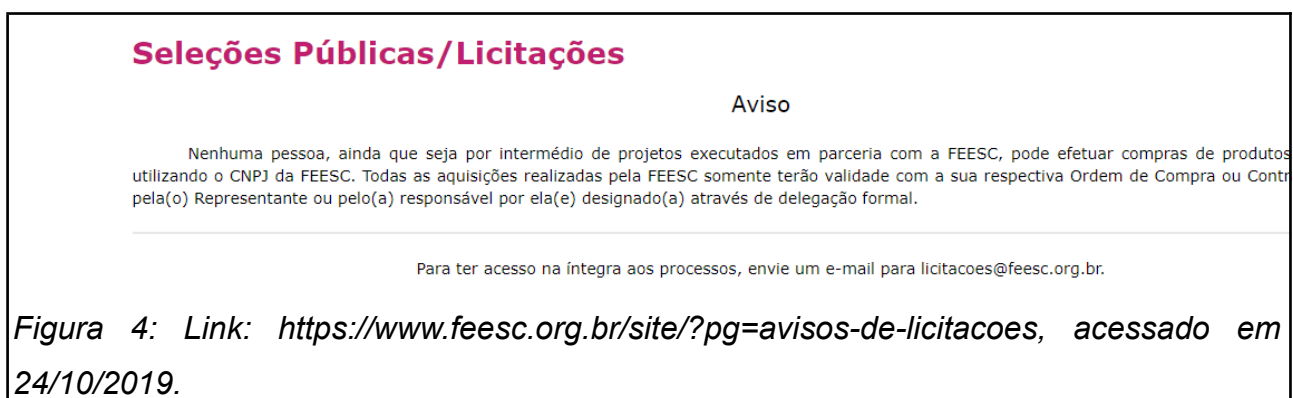 Seleções Públicas/Licitações
Aviso
Nenhuma pessoa, ainda que seja por intermédio de projetos executados em parceria com a FEESC, pode efetuar compras de produtos
utilizando o CNPJ da FEESC. Todas as aquisições realizadas pela FEESC somente terão validade com a sua respectiva Ordem de Compra ou Contr
pela(o) Representante ou pelo(a) responsável por ela(e) designado(a) através de delegação formal.
Para ter acesso na íntegra aos processos, envie um e-mail para licitacoes@feesc.org.br.
Figura 4: Link: https://www.feesc.org.br/site/?pg=avisos-de-licitacoes, acessado em
24/10/2019.